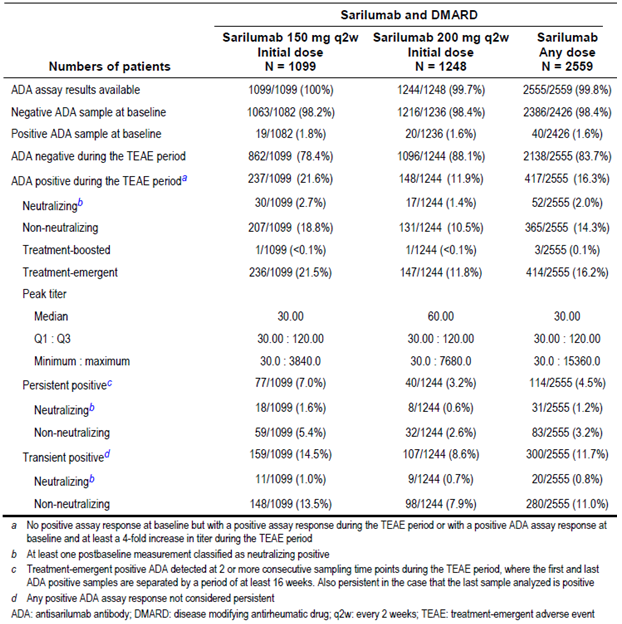 Sarilumab and DMARD
Numbers of patients Sarilumab 150 mg q2w Initial dose N = 1099 Sarilumab 200 mg q2w Initial dose N = 1248 Sarilumab Any dose N = 2559
ADA assay results available 1099/1099 (100%) 1244/1248 (99.7%) 2555/2559 (99.8%)
Negative ADA sample at baseline 1063/1082 (98.2%) 1216/1236 (98.4%) 2386/2426 (98.4%)
Positive ADA sample at baseline 19/1082 (1.8%) 20/1236 (1.6%) 40/2426 (1.6%)
ADA negative during the TEAE period 862/1099 (78.4%) 1096/1244 (88.1%) 2138/2555 (83.7%)
ADA positive during the TEAE period a 237/1099 (21.6%) 148/1244 (11.9%) 417/2555 (16.3%)
Neutralizing b 30/1099 (2.7%) 17/1244 (1.4%) 52/2555 (2.0%)
Non-neutralizing 207/1099 (18.8%) 131/1244 (10.5%) 365/2555 (14.3%)
Treatment-boosted 1/1099 (<0.1%) 1/1244 (<0.1%) 3/2555 (0.1%)
Treatment-emergent 236/1099 (21.5%) 147/1244 (11.8%) 414/2555 (16.2%)
Peak titer
Median 30.00 60.00 30.00
Q1 : Q3 30.00 : 120.00 30.00 : 120.00 30.00 : 120.00
Minimum : maximum 30.0 : 3840.0 30.0 : 7680.0 30.0 : 15360.0
Persistent positive c 77/1099 (7.0%) 40/1244 (3.2%) 114/2555 (4.5%)
Neutralizing b 18/1099 (1.6%) 8/1244 (0.6%) 31/2555 (1.2%)
Non-neutralizing 59/1099 (5.4%) 32/1244 (2.6%) 83/2555 (3.2%)
Transient positive d 159/1099 (14.5%) 107/1244 (8.6%) 300/2555 (11.7%)
Neutralizing b 11/1099 (1.0%) 9/1244 (0.7%) 20/2555 (0.8%)
Non-neutralizing 148/1099 (13.5%) 98/1244 (7.9%) 280/2555 (11.0%)
a No positive assay response at baseline but with a positive assay response during the TEAE period or with a positive ADA assay response at
baseline and at least a 4-fold increase in titer during the TEAE period
b At least one postbaseline measurement classified as neutralizing positive
c Treatment-emergent positive ADA detected at 2 or more consecutive sampling time points during the TEAE period, where the first and last
ADA positive samples are separated by a period of at least 16 weeks. Also persistent in the case that the last sample analyzed is positive
d Any positive ADA assay response not considered persistent
ADA: antisarilumab antibody; DMARD: disease modifying antirheumatic drug; q2w: every 2 weeks; TEAE: treatment-emergent adverse event